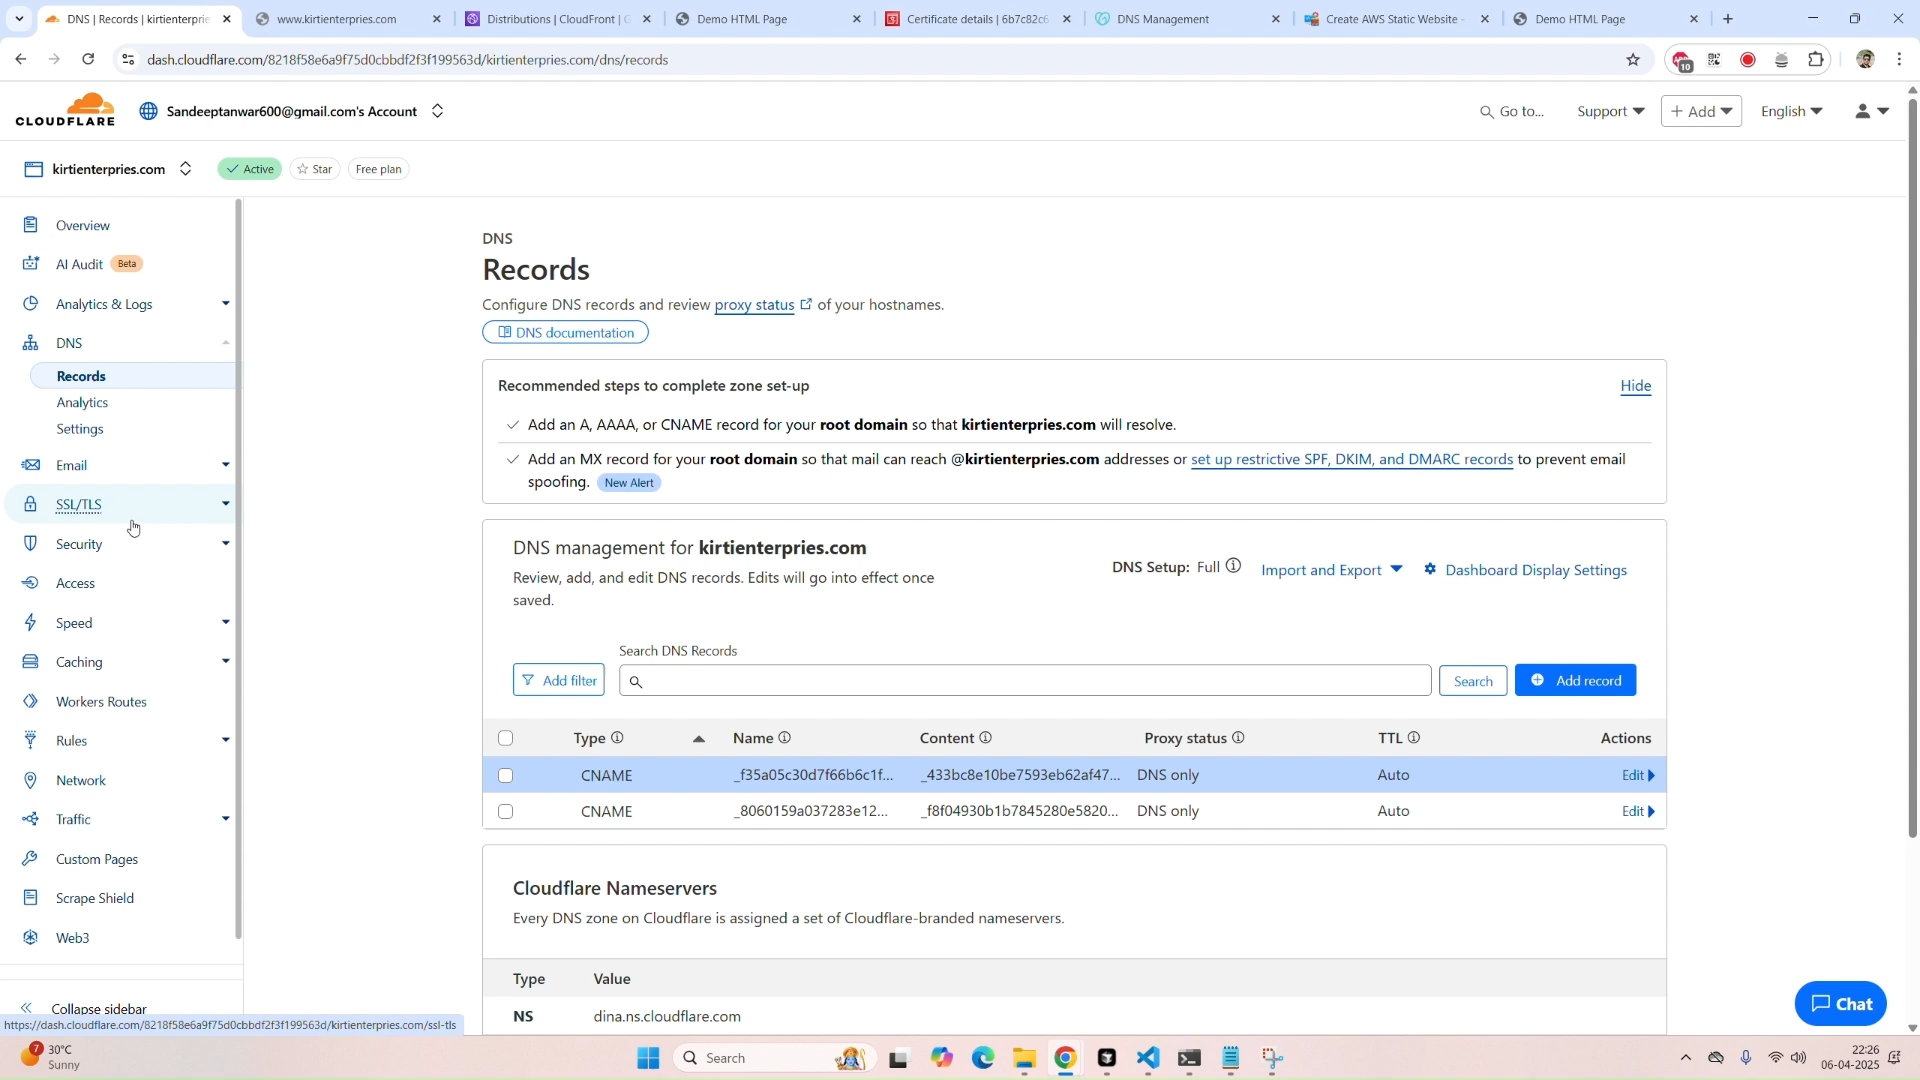 DNS | Records | kirtienterprie
www.kirtienterpries.com
Distributions | CloudFront | G
Demo HTML Page
Certificate details | 6b7c82c6
DNS Management
Create AWS Static Website -
Demo HTML Page
dash.cloudflare.com/8218f58e6a9f75d0cbbdf2f3f199563d/kirtienterpries.com/dns/records
10
CLOUDFLARE
Sandeeptanwar600@gmail.com's Account
Go to...
Support
+ Add
English
kirtienterpries.com
Active
Star
Free plan
Overview
AI Audit Beta
Analytics & Logs
DNS
Records
Analytics
Settings
Email
SSL/TLS
Security
Access
Speed
Caching
Workers Routes
Rules
Network
Traffic
Custom Pages
Scrape Shield
Web3
Collapse sidebar
https://dash.cloudflare.com/8218f58e6a9f75d0cbbdf2f3f199563d/kirtienterpries.com/ssl-tls
DNS
Records
Configure DNS records and review proxy status of your hostnames.
DNS documentation
Recommended steps to complete zone set-up
Hide
Add an A, AAAA, or CNAME record for your root domain so that kirtienterpries.com will resolve.
Add an MX record for your root domain so that mail can reach @kirtienterpries.com addresses or set up restrictive SPF, DKIM, and DMARC records to prevent email
spoofing. New Alert
DNS management for kirtienterpries.com
Review, add, and edit DNS records. Edits will go into effect once
saved.
DNS Setup: Full
Import and Export
Dashboard Display Settings
Search DNS Records
Add filter
Search
Add record
Type Name Content Proxy status TTL Actions
CNAME _f35a05c30d7f66b6c1f... _433bc8e10be7593eb62af47... DNS only Auto Edit
CNAME _8060159a037283e12... _f8f04930b1b7845280e5820... DNS only Auto Edit
Cloudflare Nameservers
Every DNS zone on Cloudflare is assigned a set of Cloudflare-branded nameservers.
Type Value
NS dina.ns.cloudflare.com
Chat
7
30°C
Sunny
Search
22:26
06-04-2025